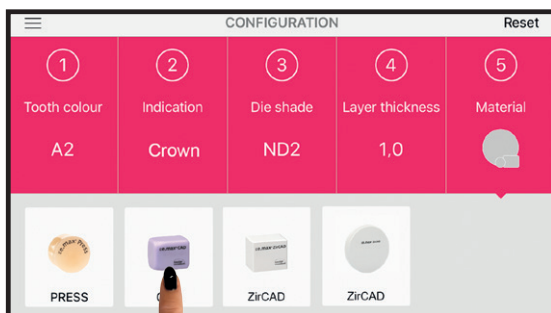 CONFIGURATION
Reset
1
2
3
4
5
Tooth colour
Indication
Die shade
Layer thickness
Material
A2
Crown
ND2
1,0
PRESS
ZirCAD
ZirCAD